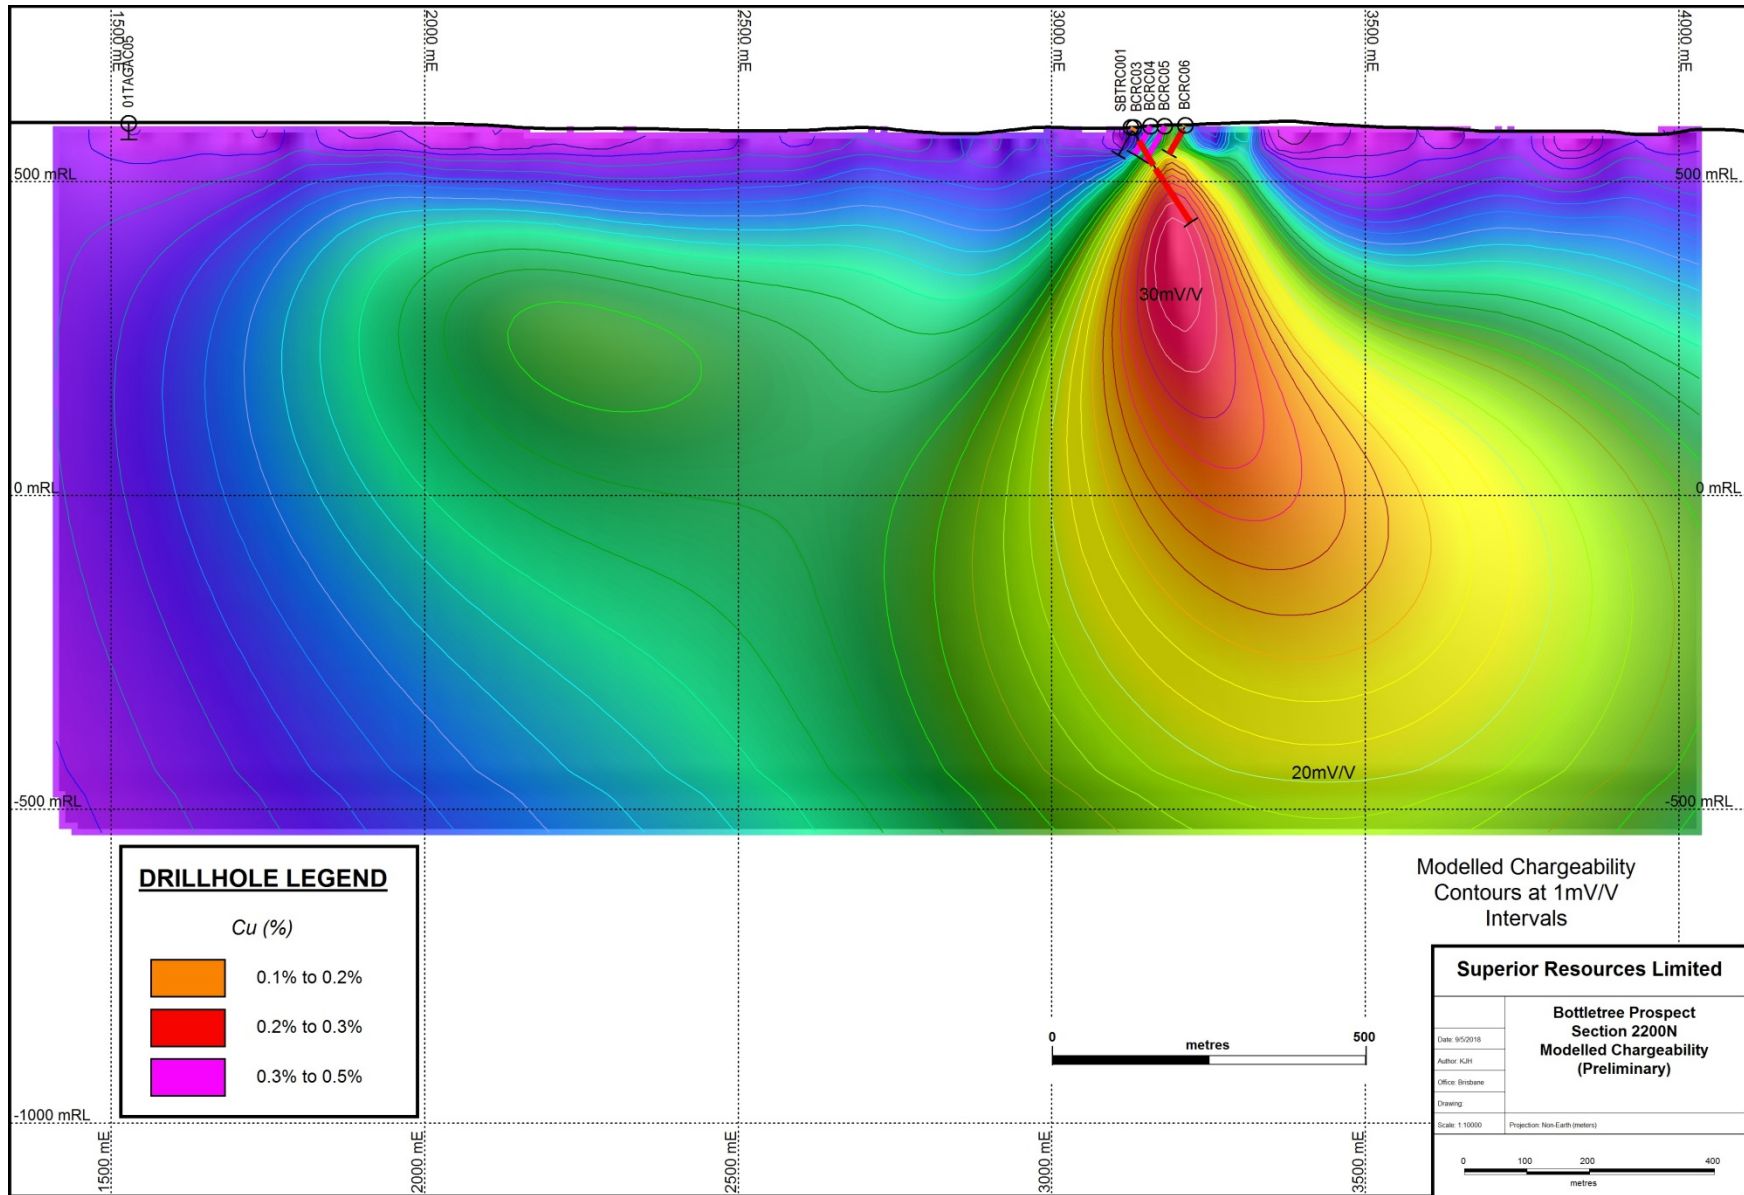 1500 mE
01TAGAC05
2000 mE
2500 mE
3000 mE
SBTRC001
BCRC03
BCRC04
BCRC05
BCRC06
3500 mE
4000 mE
500 mRL
500 mRL
30mV/V
0 mRL
0 mRL
20mV/V
-500 mRL
-500 mRL
DRILLHOLE LEGEND
Cu (%)
0.1% to 0.2%
0.2% to 0.3%
0.3% to 0.5%
Modelled Chargeability
Contours at 1mV/V
Intervals
0 500
metres
Superior Resources Limited
Bottletree Prospect
Section 2200N
Modelled Chargeability
(Preliminary)
Date: 9/5/2018
Author: KJH
Office: Brisbane
Drawing:
Scale: 1:10000
Projection: Non-Earth (meters)
0 100 200 400
metres
-1000 mRL
1500 mE
2000 mE
2500 mE
3000 mE
3500 mE